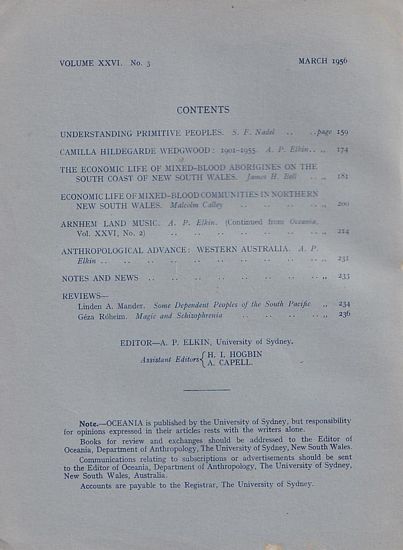 VOLUME XXVI. No. 3 MARCH 1956
CONTENTS
UNDERSTANDING PRIMITIVE PEOPLES. S. F. Nadel .. ..page 159
CAMILLA HILDEGARDE WEDGWOOD: 1901-1955. A. P. Elkin.. „ 174
THE ECONOMIC LIFE OF MIXED-BLOOD ABORIGINES ON THE
SOUTH COAST OF NEW SOUTH WALES. James H. Bell .. „ 181
ECONOMIC LIFE OF MIXED-BLOOD COMMUNITIES IN NORTHERN
NEW SOUTH WALES. Malcolm Calley .. .. .. .. „ 200
ARNHEM LAND MUSIC. A. P. Elkin. (Continued from Oceania,
Vol. XXVI, No. 2) .. .. .. .. .. .. .. „ 214
ANTHROPOLOGICAL ADVANCE: WESTERN AUSTRALIA. A. P.
Elkin .. .. .. .. .. .. .. .. .. „ 231
NOTES AND NEWS .. .. .. .. .. .. .. „ 233
REVIEWS—
Linden A. Mander. Some Dependent Peoples of the South Pacific „ 234
Géza Róheim. Magic and Schizophrenia .. .. .. .. „ 236
EDITOR—A. P. ELKIN, University of Sydney.
Assistant Editors { H. I. HOGBIN
A. CAPELL.
Note.—OCEANIA is published by the University of Sydney, but responsibility
for opinions expressed in their articles rests with the writers alone.
Books for review and exchanges should be addressed to the Editor of
Oceania, Department of Anthropology, The University of Sydney, New South Wales.
Communications relating to subscriptions or advertisements should be sent
to the Editor of Oceania, Department of Anthropology, The University of Sydney,
New South Wales, Australia.
Accounts are payable to the Registrar, The University of Sydney.